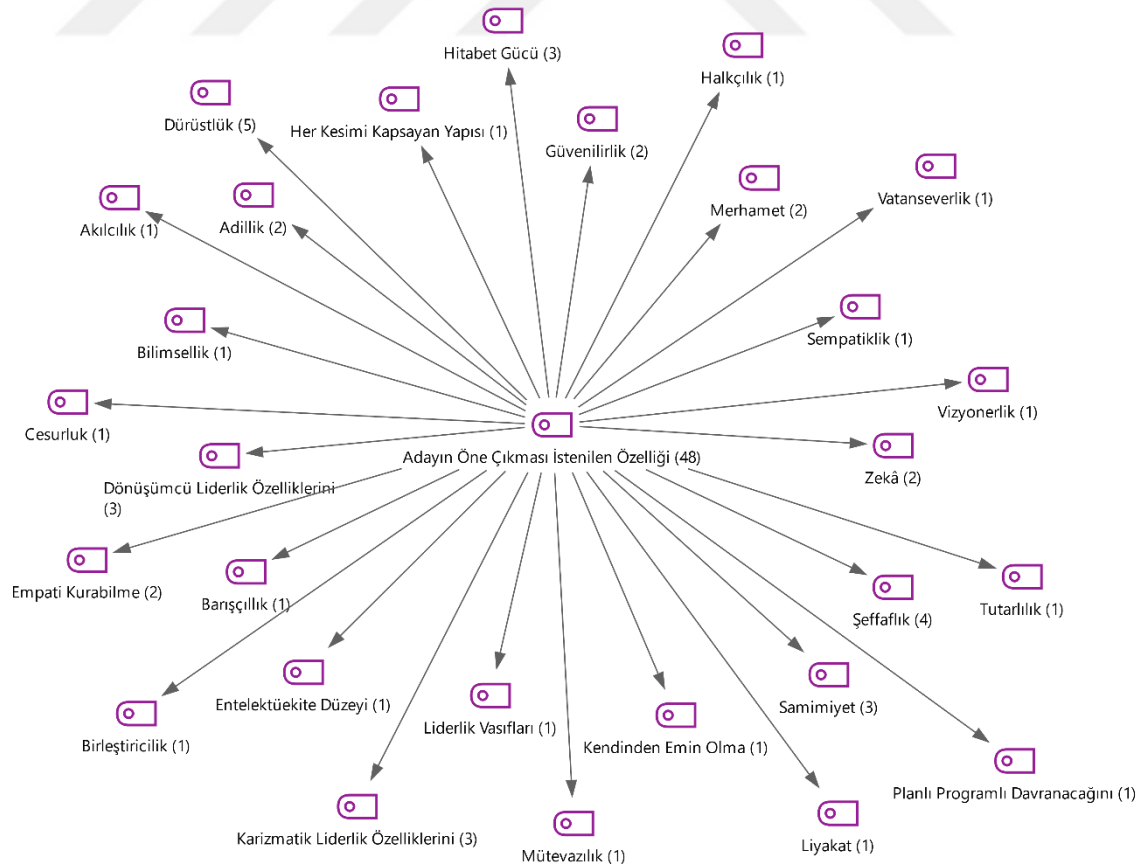 Hitabet Gücü (3)
Halkçılık (1)
Dürüstlük (5)
Her Kesimi Kapsayan Yapısı (1)
Güvenilirlik (2)
Vatanseverlik (1)
Merhamet (2)
Akılcılık (1)
Adillik (2)
Sempatiklik (1)
Bilimsellik (1)
Vizyonerlik (1)
Cesurluk (1)
Adayın Öne Çıkması İstenilen Özelliği (48)
Zekâ (2)
Dönüşümcü Liderlik Özelliklerini
(3)
Empati Kurabilme (2)
Barışçıllık (1)
Şeffaflık (4)
Tutarlılık (1)
Entelektüekite Düzeyi (1)
Liderlik Vasıfları (1)
Samimiyet (3)
Birleştiricilik (1)
Kendinden Emin Olma (1)
Planlı Programlı Davranacağını (1)
Karizmatik Liderlik Özelliklerini (3)
Mütevazılık (1)
Liyakat (1)